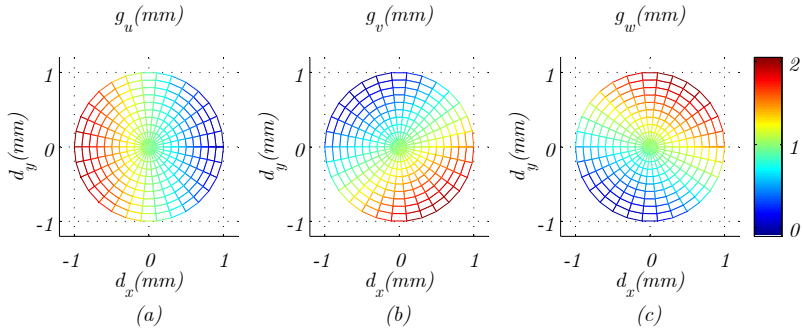 g_u(mm) g_v(mm) g_w(mm)
1 1 1 2
d_y(mm) 0 d_y(mm) 0 d_y(mm) 0 1
-1 -1 -1 0
-1 0 1 -1 0 1 -1 0 1
d_x(mm) d_x(mm) d_x(mm)
(a) (b) (c)